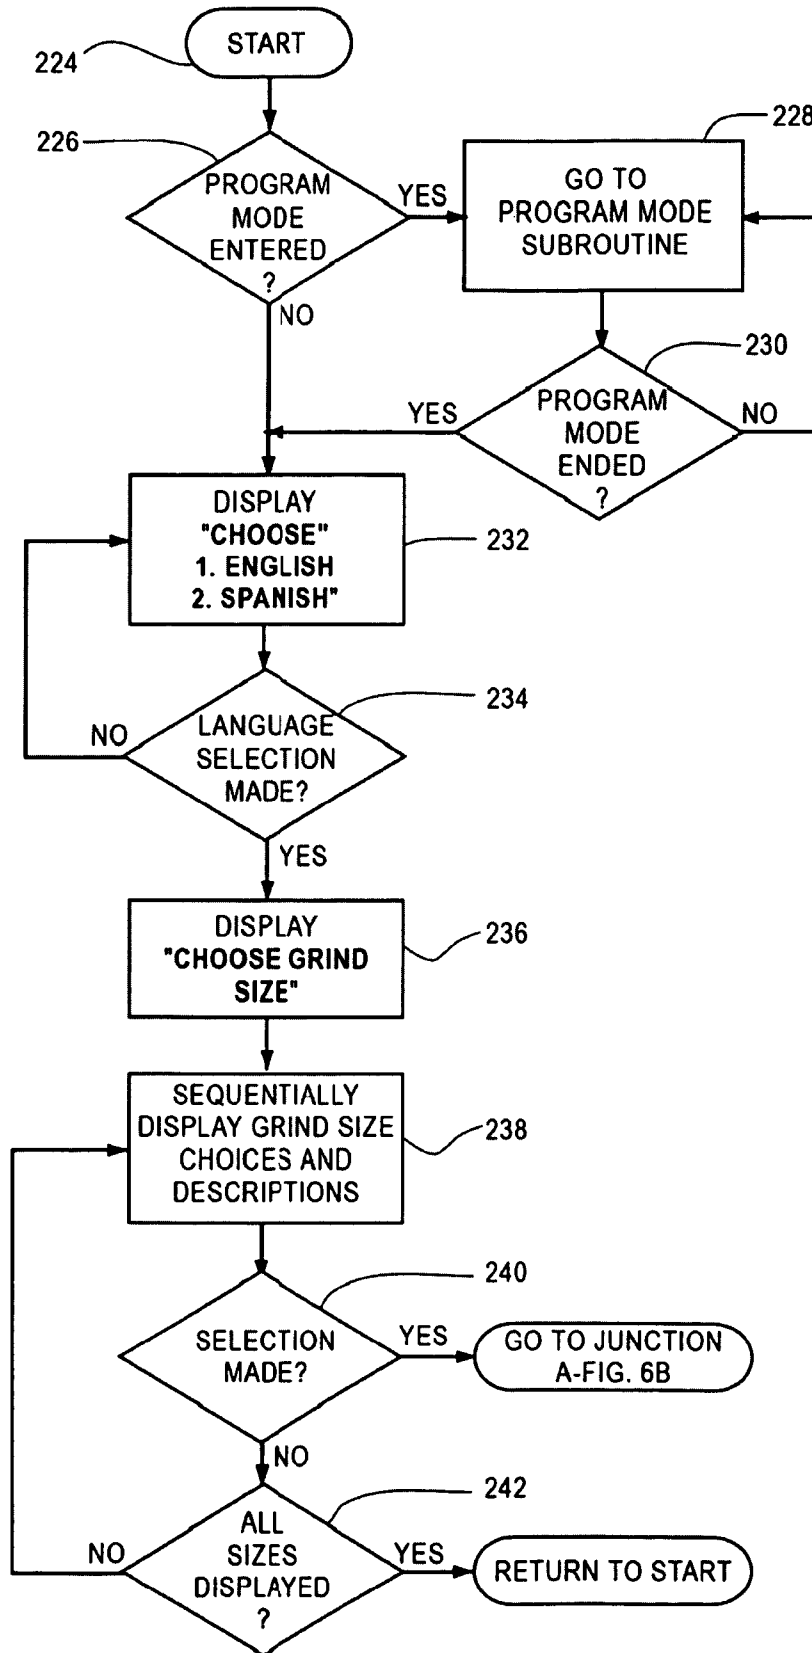 START
224
226
PROGRAM
MODE
ENTERED
?
YES
NO
228
GO TO
PROGRAM MODE
SUBROUTINE
230
PROGRAM
MODE
ENDED
?
YES
NO
DISPLAY
"CHOOSE"
1. ENGLISH
2. SPANISH"
232
234
LANGUAGE
SELECTION
MADE?
NO
YES
DISPLAY
"CHOOSE GRIND
SIZE"
236
SEQUENTIALLY
DISPLAY GRIND SIZE
CHOICES AND
DESCRIPTIONS
238
240
SELECTION
MADE?
YES
GO TO JUNCTION
A-FIG. 6B
NO
242
ALL
SIZES
DISPLAYED
?
NO
YES
RETURN TO START